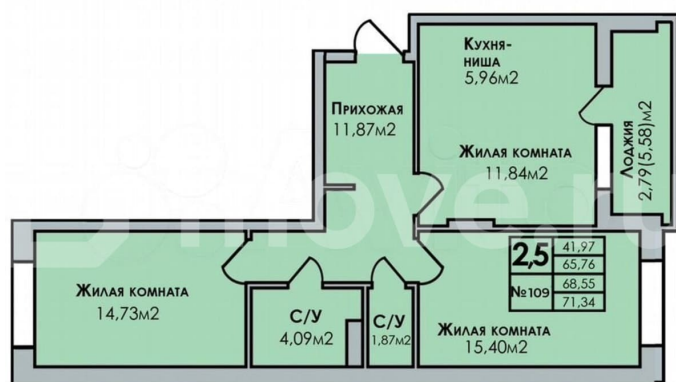 Кухня-
ниша
5,96м2
Прихожая
11,87м2
Жилая комната
11,84м2
Лоджия
2,79(5,58)м2
2,5
41,97
65,76
№109
68,55
71,34
Жилая комната
14,73м2
С/У
4,09м2
С/У
1,87м2
Жилая комната
15,40м2
move.ru